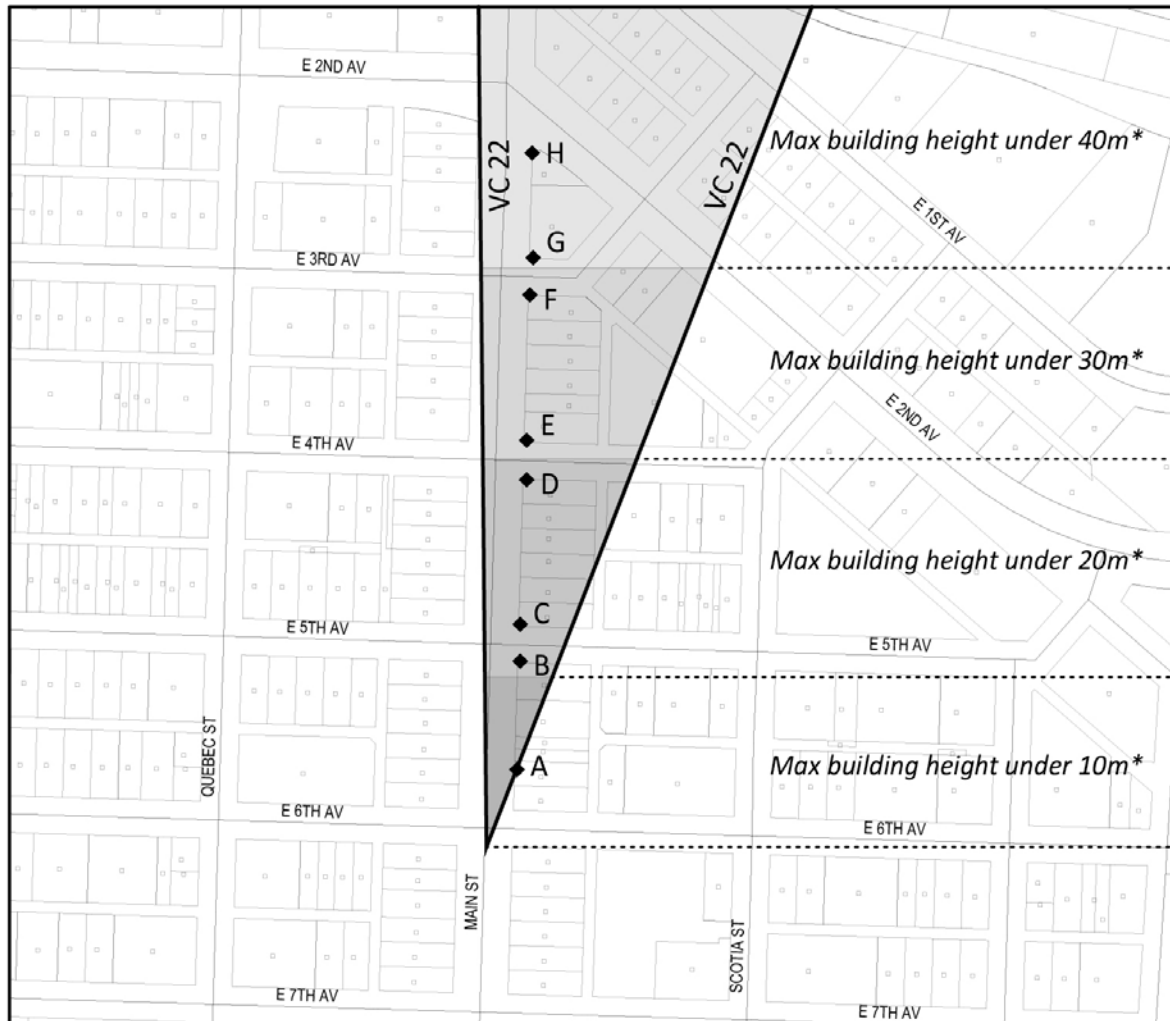 E 2ND AV
Max building height under 40m*
H
VC 22
VC 22
E 1ST AV
G
E 3RD AV
F
Max building height under 30m*
E 2ND AV
E
E 4TH AV
D
Max building height under 20m*
C
E 5TH AV
E 5TH AV
B
QUEBEC ST
A
Max building height under 10m*
E 6TH AV
E 6TH AV
MAIN ST
SCOTIA ST
E 7TH AV
E 7TH AV